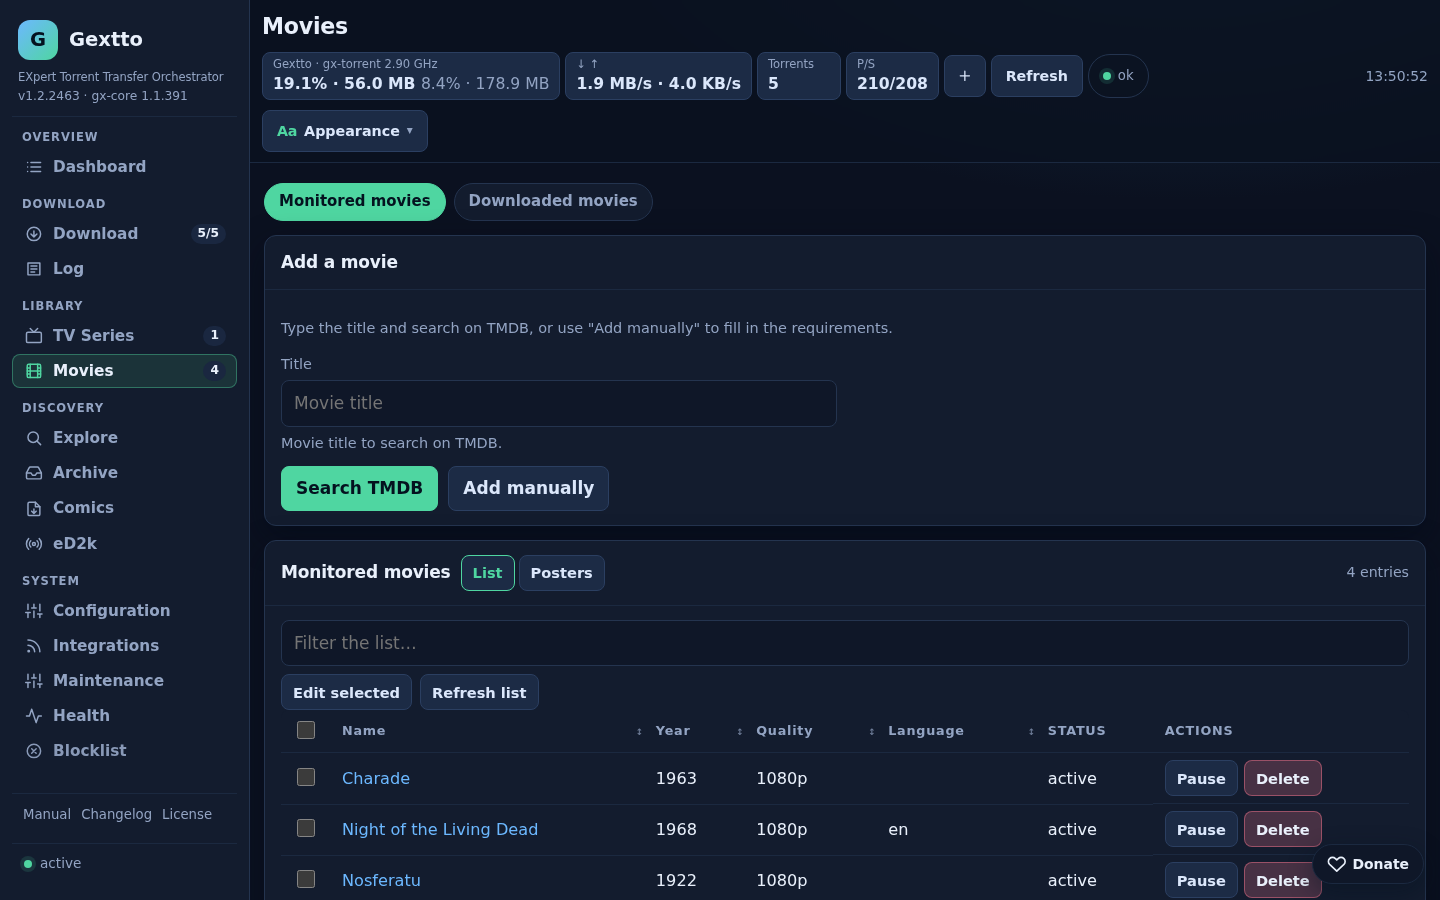 G Gextto
EXpert Torrent Transfer Orchestrator
v1.2.2463 · gx-core 1.1.391
OVERVIEW
Dashboard
DOWNLOAD
Download 5/5
Log
LIBRARY
TV Series 1
Movies 4
DISCOVERY
Explore
Archive
Comics
eD2k
SYSTEM
Configuration
Integrations
Maintenance
Health
Blocklist
Manual Changelog License
active
Movies
Gextto · gx-torrent 2.90 GHz
19.1% · 56.0 MB 8.4% · 178.9 MB
↓ ↑
1.9 MB/s · 4.0 KB/s
Torrents
5
P/S
210/208
+
Refresh
ok
13:50:52
Aa Appearance ▾
Monitored movies Downloaded movies
Add a movie
Type the title and search on TMDB, or use "Add manually" to fill in the requirements.
Title
Movie title
Movie title to search on TMDB.
Search TMDB Add manually
Monitored movies List Posters 4 entries
Filter the list...
Edit selected Refresh list
Name ↕ Year ↕ Quality ↕ Language ↕ STATUS ACTIONS
Charade 1963 1080p active Pause Delete
Night of the Living Dead 1968 1080p en active Pause Delete
Nosferatu 1922 1080p active Pause Delete
Donate